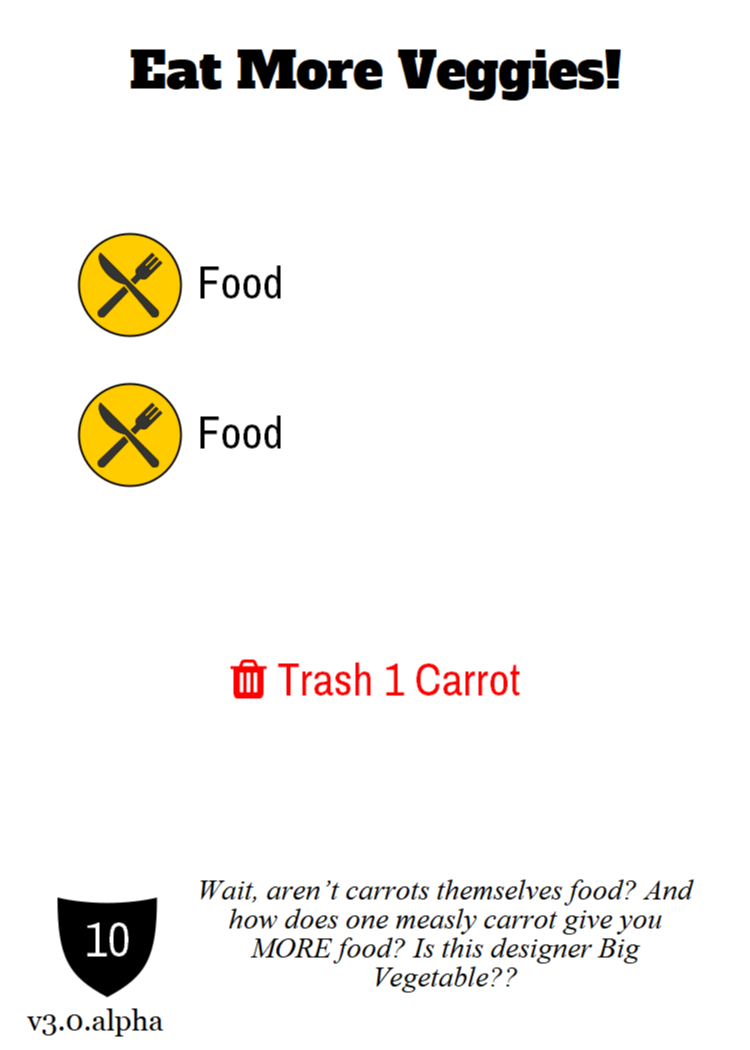 Eat More Veggies!
Food
Food
Trash 1 Carrot
Wait, aren’t carrots themselves food? And
how does one measly carrot give you
MORE food? Is this designer Big
Vegetable??
10
v3.0.alpha